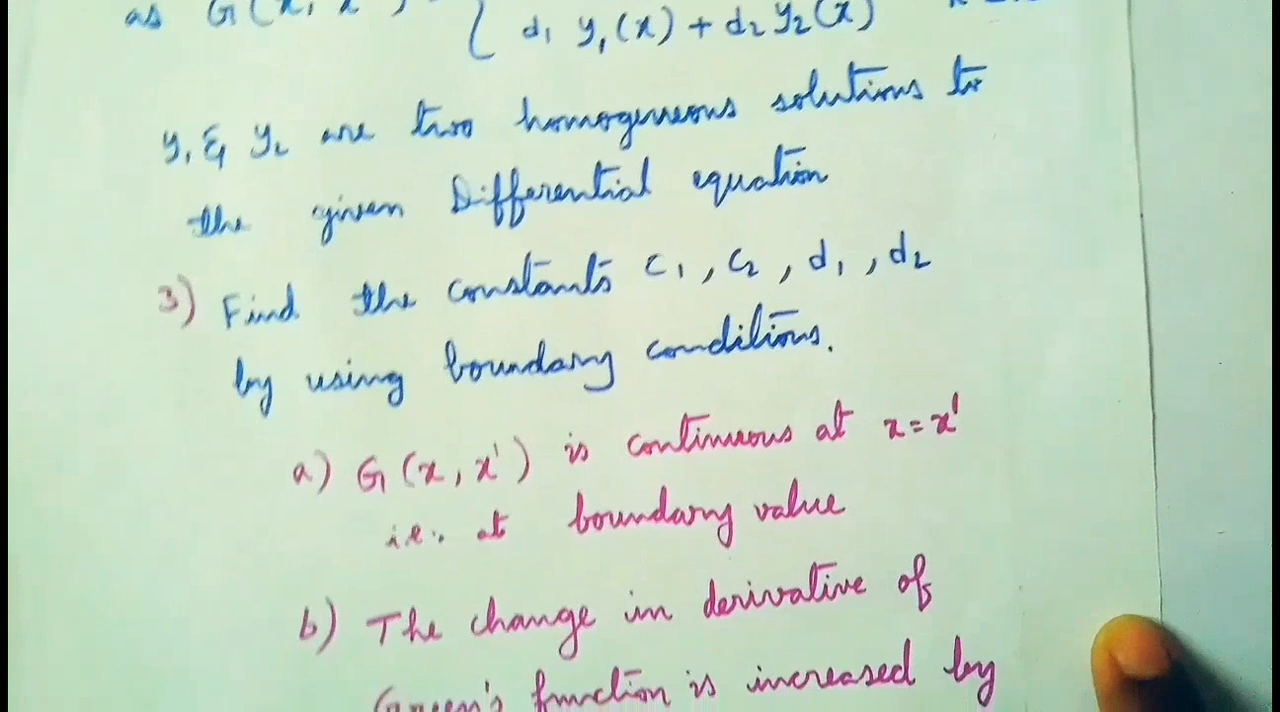 as G(x, x'
d₁ y₁(x) + d₂ y₂(x)
y₁ & y₂ are two homogeneous solutions to
the given Differential equation
3) Find the constants c₁, c₂, d₁, d₂
by using boundary conditions.
a) G(x, x') is continuous at x=x'
i.e., at boundary value
b) The change in derivative of
Green's function is increased by